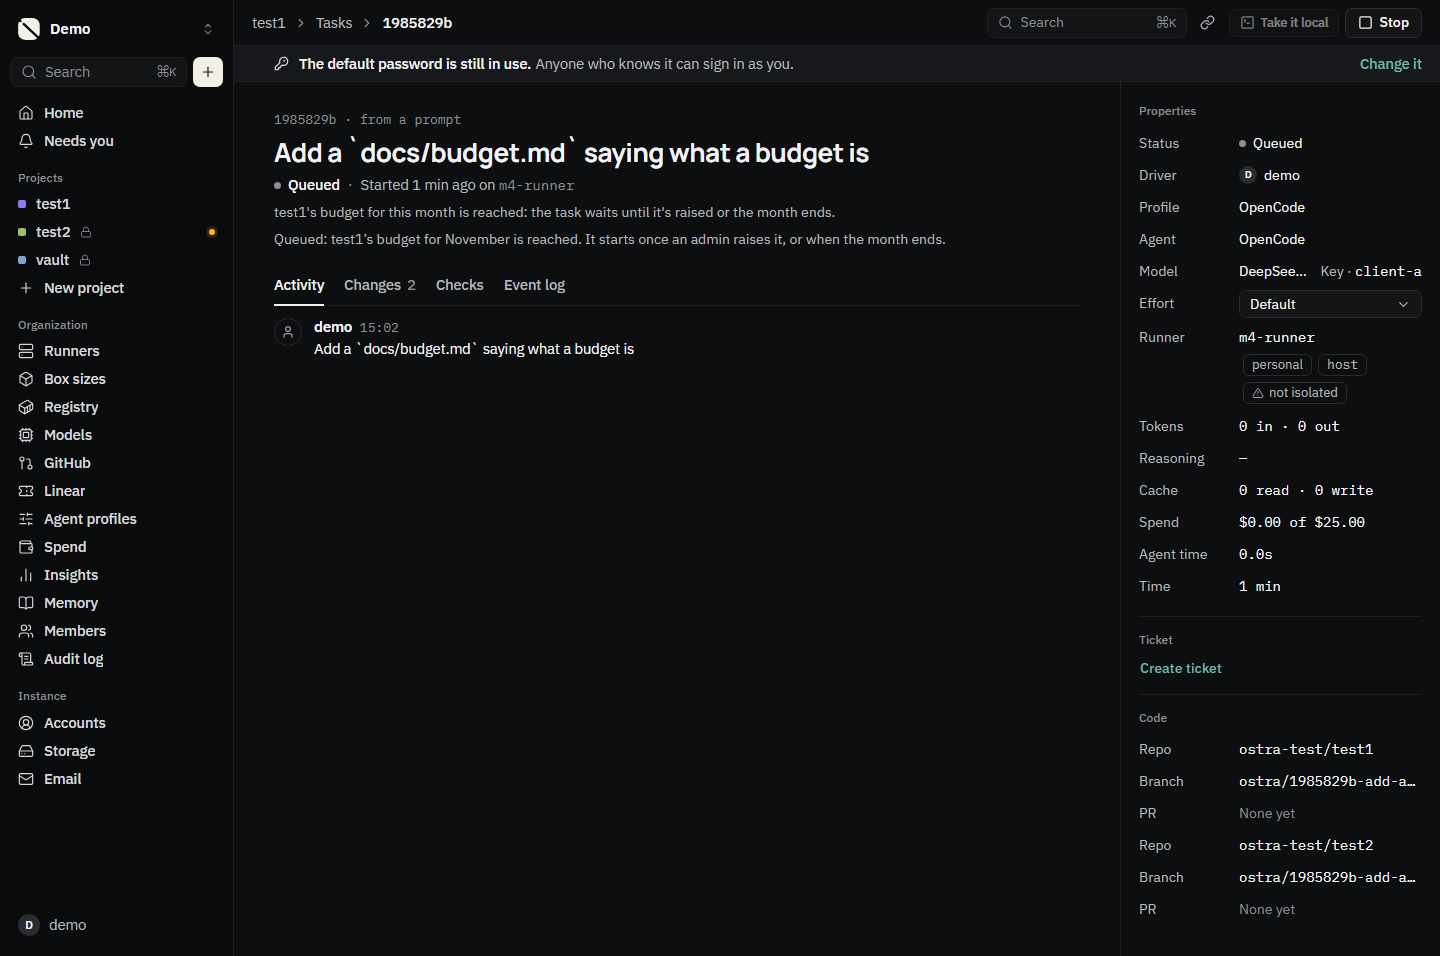 Demo
Search ⌘K
Home
Needs you
Projects
test1
test2
vault
New project
Organization
Runners
Box sizes
Registry
Models
GitHub
Linear
Agent profiles
Spend
Insights
Memory
Members
Audit log
Instance
Accounts
Storage
Email
D demo
test1 > Tasks > 1985829b
Search ⌘K
Take it local
Stop
The default password is still in use. Anyone who knows it can sign in as you.
Change it
1985829b · from a prompt
Add a `docs/budget.md` saying what a budget is
Queued · Started 1 min ago on m4-runner
test1's budget for this month is reached: the task waits until it's raised or the month ends.
Queued: test1’s budget for November is reached. It starts once an admin raises it, or when the month ends.
Activity Changes 2 Checks Event log
demo 15:02
Add a `docs/budget.md` saying what a budget is
Properties
Status Queued
Driver D demo
Profile OpenCode
Agent OpenCode
Model DeepSee... Key · client-a
Effort Default
Runner m4-runner
personal host
not isolated
Tokens 0 in · 0 out
Reasoning —
Cache 0 read · 0 write
Spend $0.00 of $25.00
Agent time 0.0s
Time 1 min
Ticket
Create ticket
Code
Repo ostra-test/test1
Branch ostra/1985829b-add-a…
PR None yet
Repo ostra-test/test2
Branch ostra/1985829b-add-a…
PR None yet